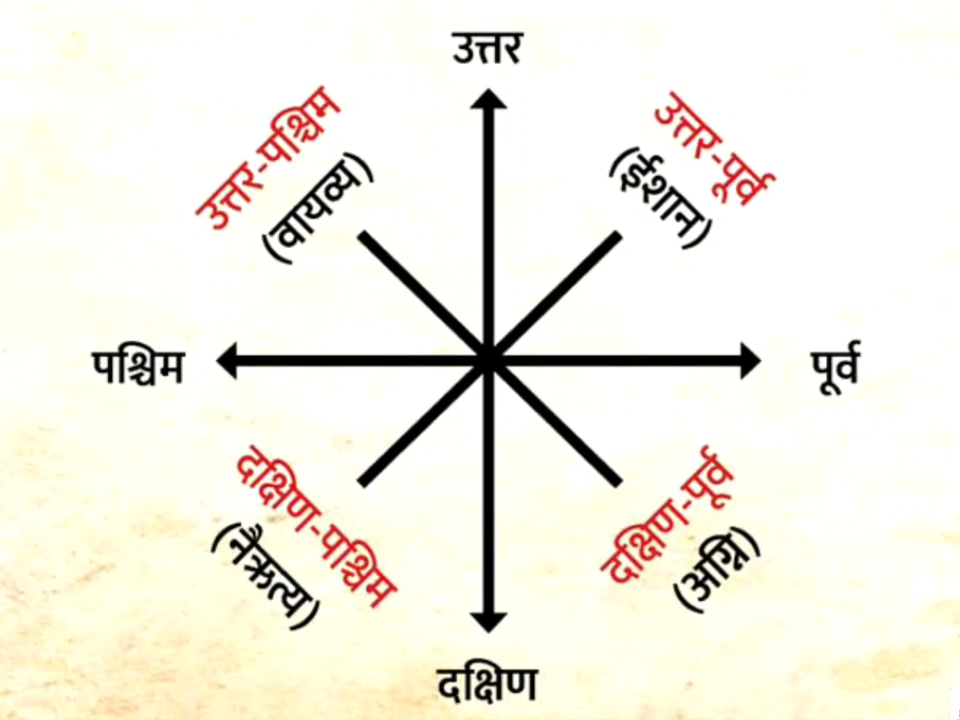 उत्तर
उत्तर-पश्चिम
(वायव्य)
उत्तर-पूर्व
(ईशान)
पश्चिम
पूर्व
दक्षिण-पश्चिम
(नैऋत्य)
दक्षिण-पूर्व
(अग्नि)
दक्षिण